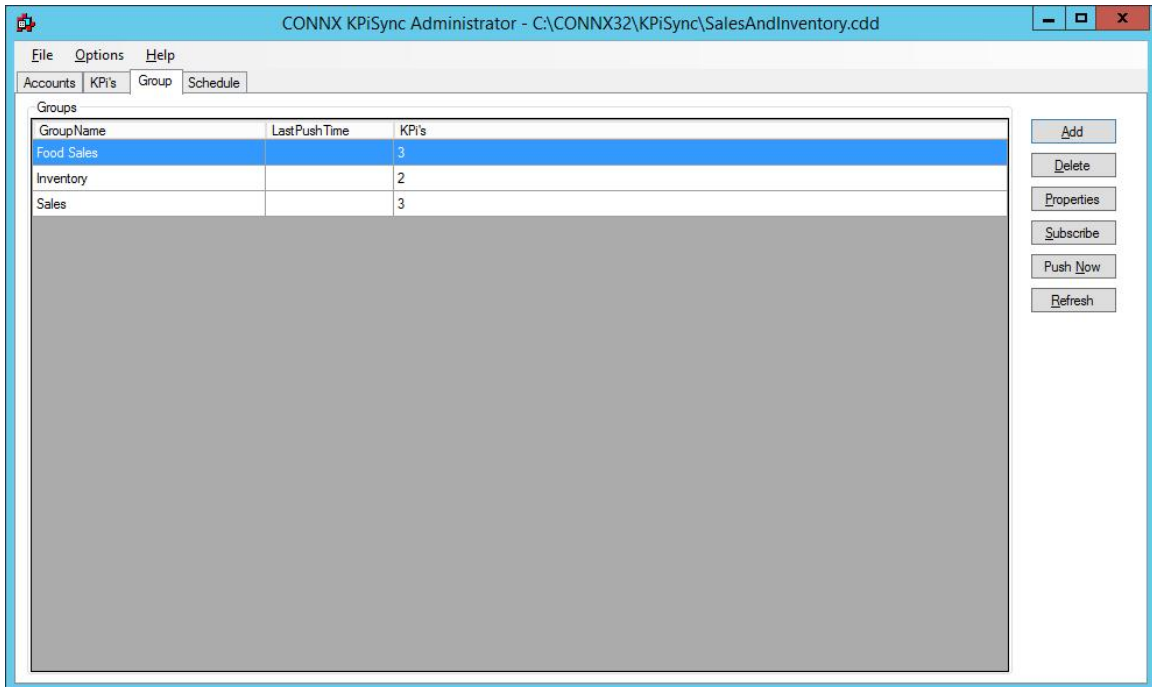 CONNX KPiSync Administrator - C:\CONNX32\KPiSync\SalesAndInventory.cdd
File Options Help
Accounts KPi's Group Schedule
Groups
GroupName LastPushTime KPi's
Food Sales 3
Inventory 2
Sales 3
Add
Delete
Properties
Subscribe
Push Now
Refresh